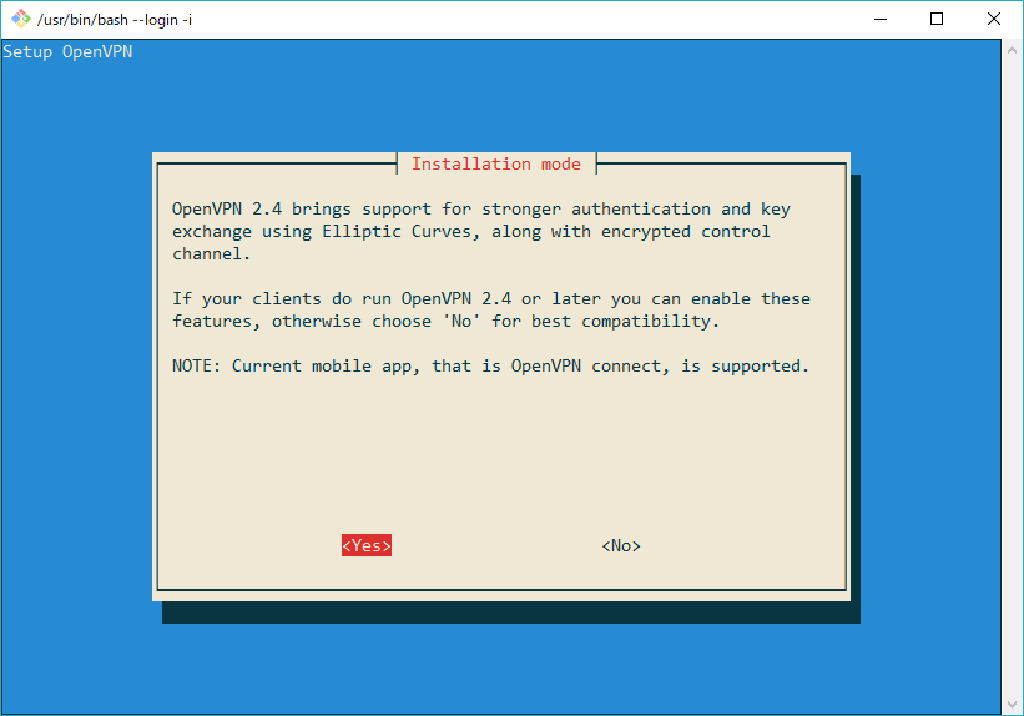 /usr/bin/bash --login -i
Setup OpenVPN
Installation mode
OpenVPN 2.4 brings support for stronger authentication and key
exchange using Elliptic Curves, along with encrypted control
channel.
If your clients do run OpenVPN 2.4 or later you can enable these
features, otherwise choose 'No' for best compatibility.
NOTE: Current mobile app, that is OpenVPN connect, is supported.
<Yes> <No>